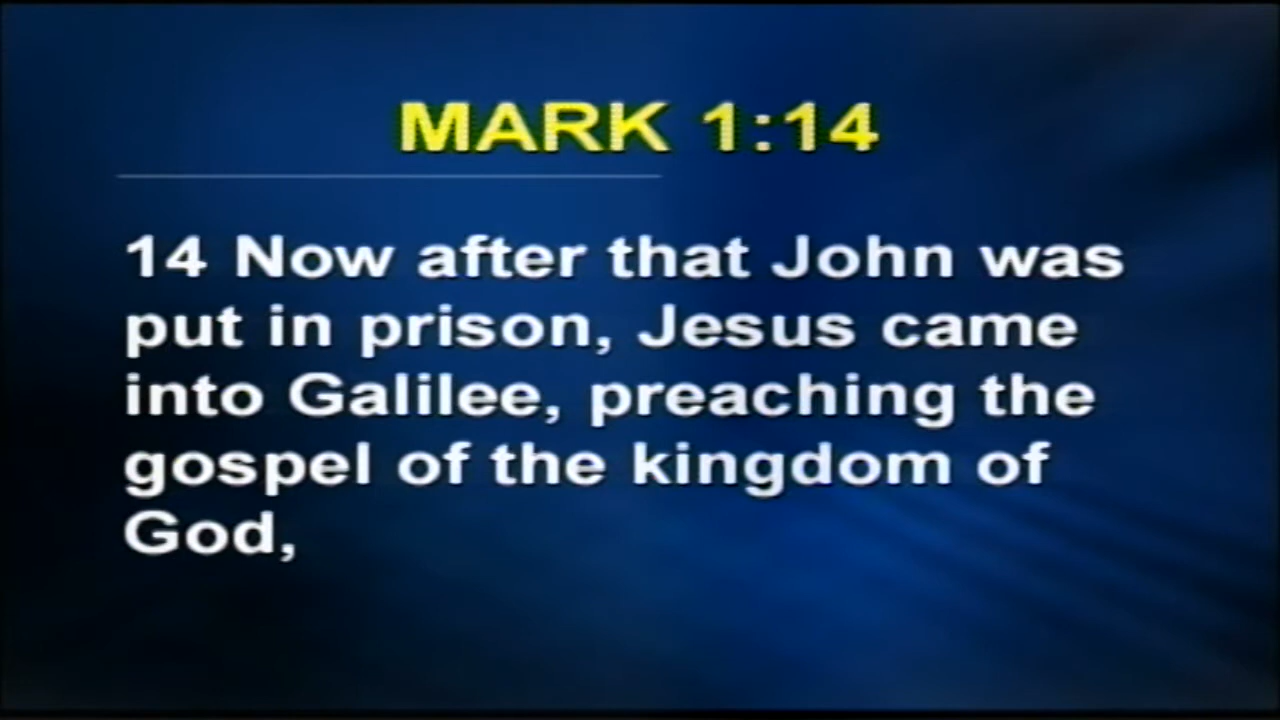 MARK 1:14
14 Now after that John was
put in prison, Jesus came
into Galilee, preaching the
gospel of the kingdom of
God,